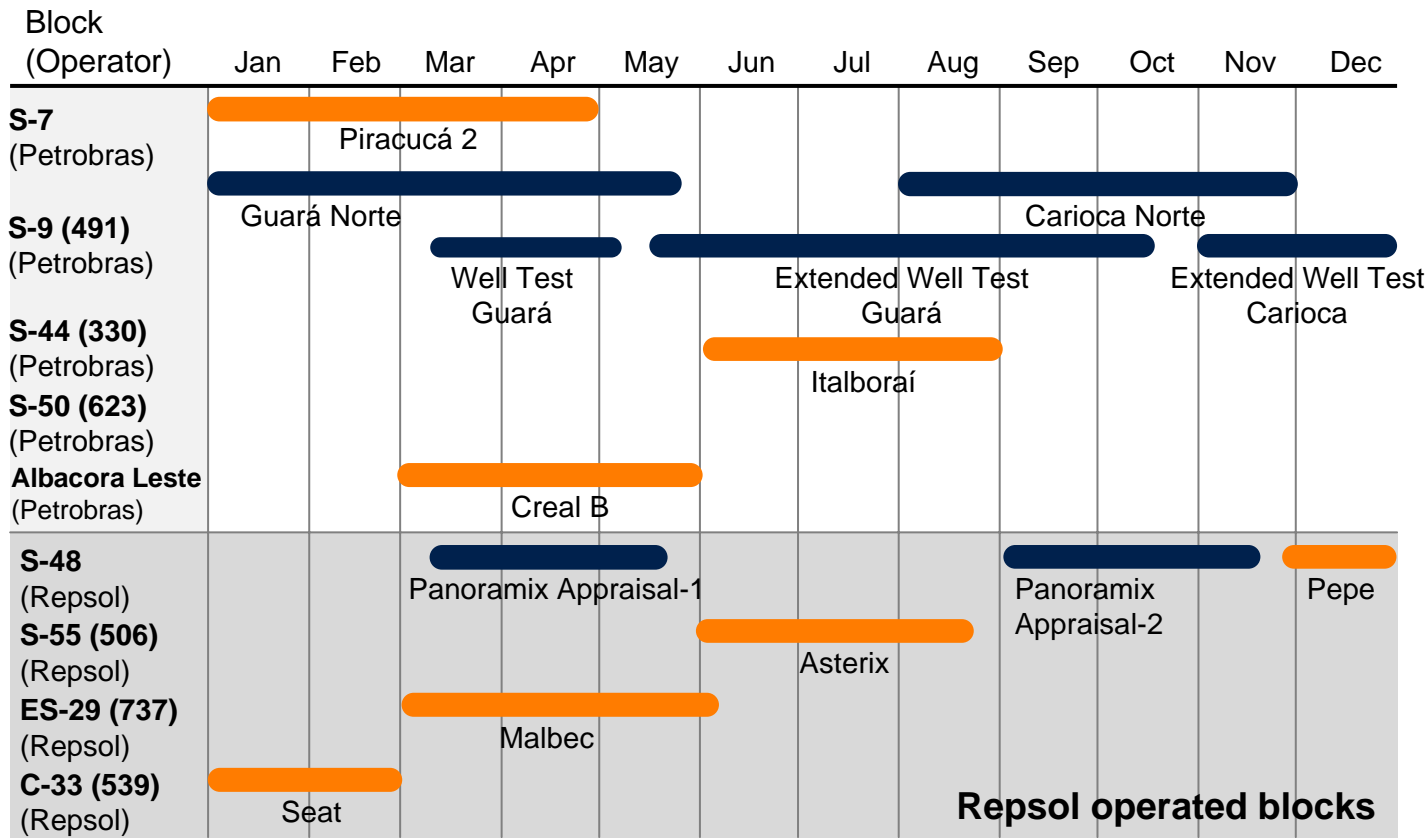 Block
(Operator)
Jan Feb Mar Apr May Jun Jul Aug Sep Oct Nov Dec
S-7
(Petrobras)
Piracucá 2
Guará Norte
Carioca Norte
S-9 (491)
(Petrobras)
Well Test
Guará
Extended Well Test
Guará
Extended Well Test
Carioca
S-44 (330)
(Petrobras)
Italboraí
S-50 (623)
(Petrobras)
Albacora Leste
(Petrobras)
Creal B
S-48
(Repsol)
Panoramix Appraisal-1
Panoramix
Appraisal-2
Pepe
S-55 (506)
(Repsol)
Asterix
ES-29 (737)
(Repsol)
Malbec
C-33 (539)
(Repsol)
Seat
Repsol operated blocks